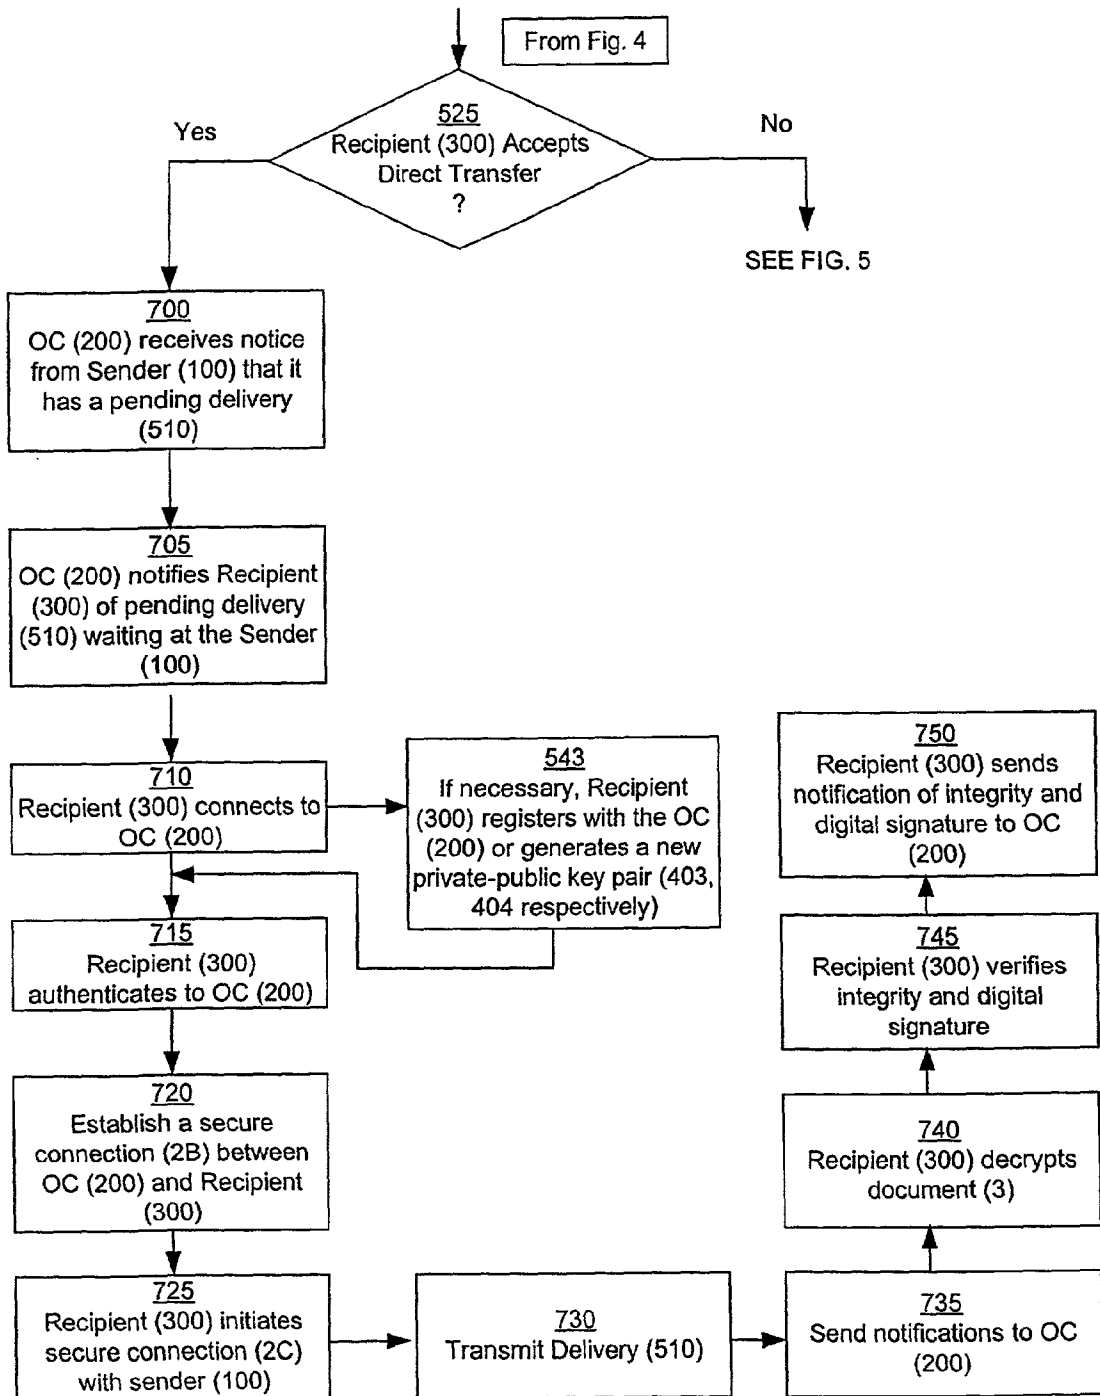 From Fig. 4
525
Recipient (300) Accepts
Direct Transfer
?
Yes
No
SEE FIG. 5
700
OC (200) receives notice
from Sender (100) that it
has a pending delivery
(510)
705
OC (200) notifies Recipient
(300) of pending delivery
(510) waiting at the Sender
(100)
710
Recipient (300) connects to
OC (200)
543
If necessary, Recipient
(300) registers with the OC
(200) or generates a new
private-public key pair (403,
404 respectively)
715
Recipient (300)
authenticates to OC (200)
720
Establish a secure
connection (2B) between
OC (200) and Recipient
(300)
725
Recipient (300) initiates
secure connection (2C)
with sender (100)
730
Transmit Delivery (510)
735
Send notifications to OC
(200)
740
Recipient (300) decrypts
document (3)
745
Recipient (300) verifies
integrity and digital
signature
750
Recipient (300) sends
notification of integrity and
digital signature to OC
(200)